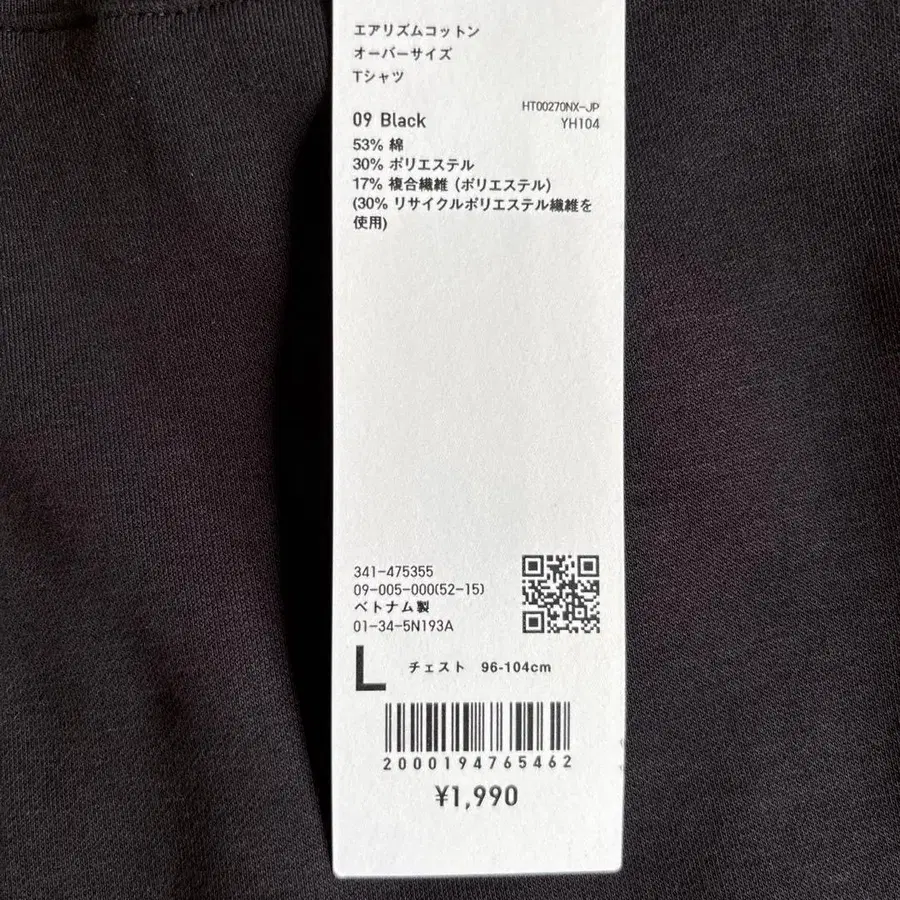 エアリズムコットン
オーバーサイズ
Tシャツ
HT00270NX-JP
09 Black
YH104
53% 綿
30% ポリエステル
17% 複合繊維 (ポリエステル)
(30% リサイクルポリエステル繊維を
使用)
341-475355
09-005-000(52-15)
ベトナム製
01-34-5N193A
L チェスト 96-104cm
2000194765462
¥1,990